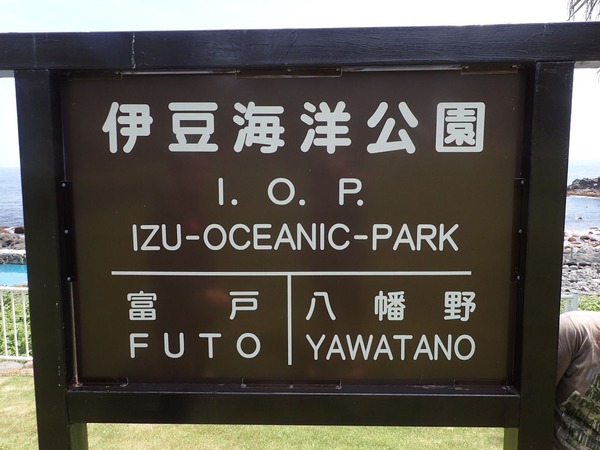 伊豆海洋公園
I. O. P.
IZU-OCEANIC-PARK
富戸 八幡野
FUTO YAWATANO